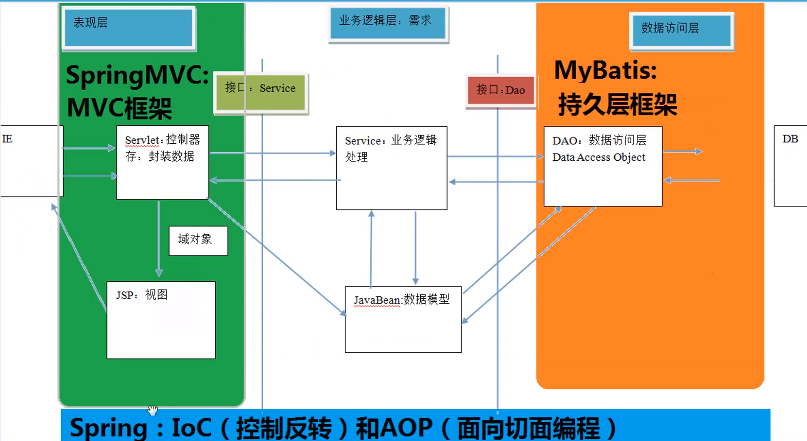 表现层
业务逻辑层：需求
数据访问层
SpringMVC:
MVC框架
接口：Service
接口：Dao
MyBatis:
持久层框架
IE
Servlet：控制器
存：封装数据
Service：业务逻辑
处理
DAO：数据访问层
Data Access Object
DB
域对象
JSP：视图
JavaBean:数据模型
Spring：IoC（控制反转）和AOP（面向切面编程）